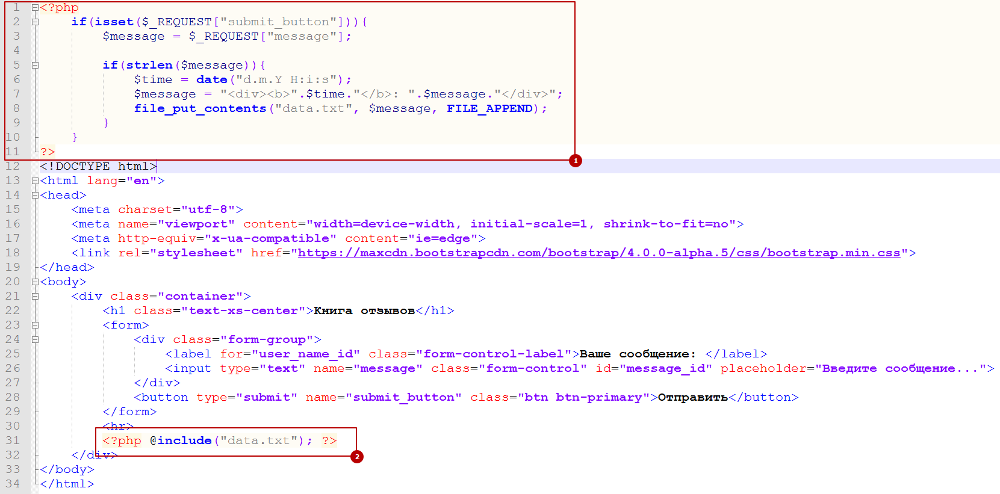 1 <?php
2 if(isset($_REQUEST["submit_button"])){
3 $message = $_REQUEST["message"];
4
5 if(strlen($message)){
6 $time = date("d.m.Y H:i:s");
7 $message = "<div><b>".$time."</b>: ".$message."</div>";
8 file_put_contents("data.txt", $message, FILE_APPEND);
9 }
10 }
11 ?>
1
12 <!DOCTYPE html>
13 <html lang="en">
14 <head>
15 <meta charset="utf-8">
16 <meta name="viewport" content="width=device-width, initial-scale=1, shrink-to-fit=no">
17 <meta http-equiv="x-ua-compatible" content="ie=edge">
18 <link rel="stylesheet" href="https://maxcdn.bootstrapcdn.com/bootstrap/4.0.0-alpha.5/css/bootstrap.min.css">
19 </head>
20 <body>
21 <div class="container">
22 <h1 class="text-xs-center">Книга отзывов</h1>
23 <form>
24 <div class="form-group">
25 <label for="user_name_id" class="form-control-label">Ваше сообщение: </label>
26 <input type="text" name="message" class="form-control" id="message_id" placeholder="Введите сообщение...">
27 </div>
28 <button type="submit" name="submit_button" class="btn btn-primary">Отправить</button>
29 </form>
30 <hr>
31 <?php @include("data.txt"); ?>
32 </div>
2
33 </body>
34 </html>